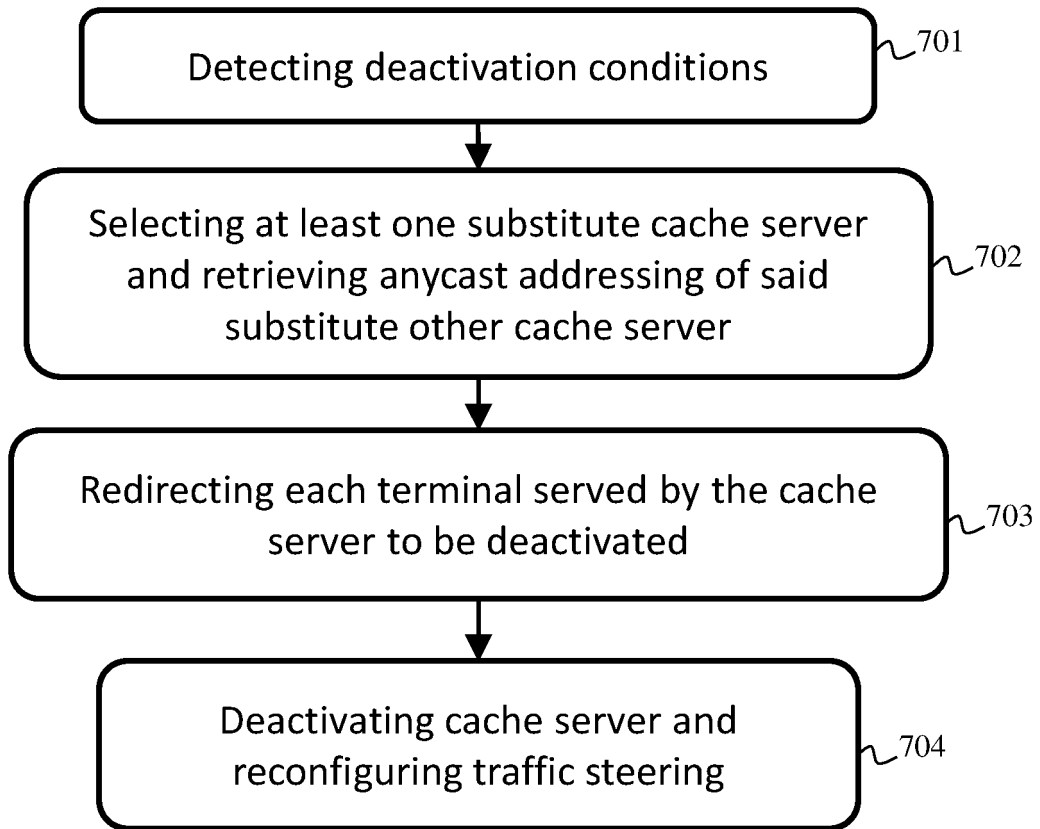 Detecting deactivation conditions
701
Selecting at least one substitute cache server
and retrieving anycast addressing of said
substitute other cache server
702
Redirecting each terminal served by the cache
server to be deactivated
703
Deactivating cache server and
reconfiguring traffic steering
704